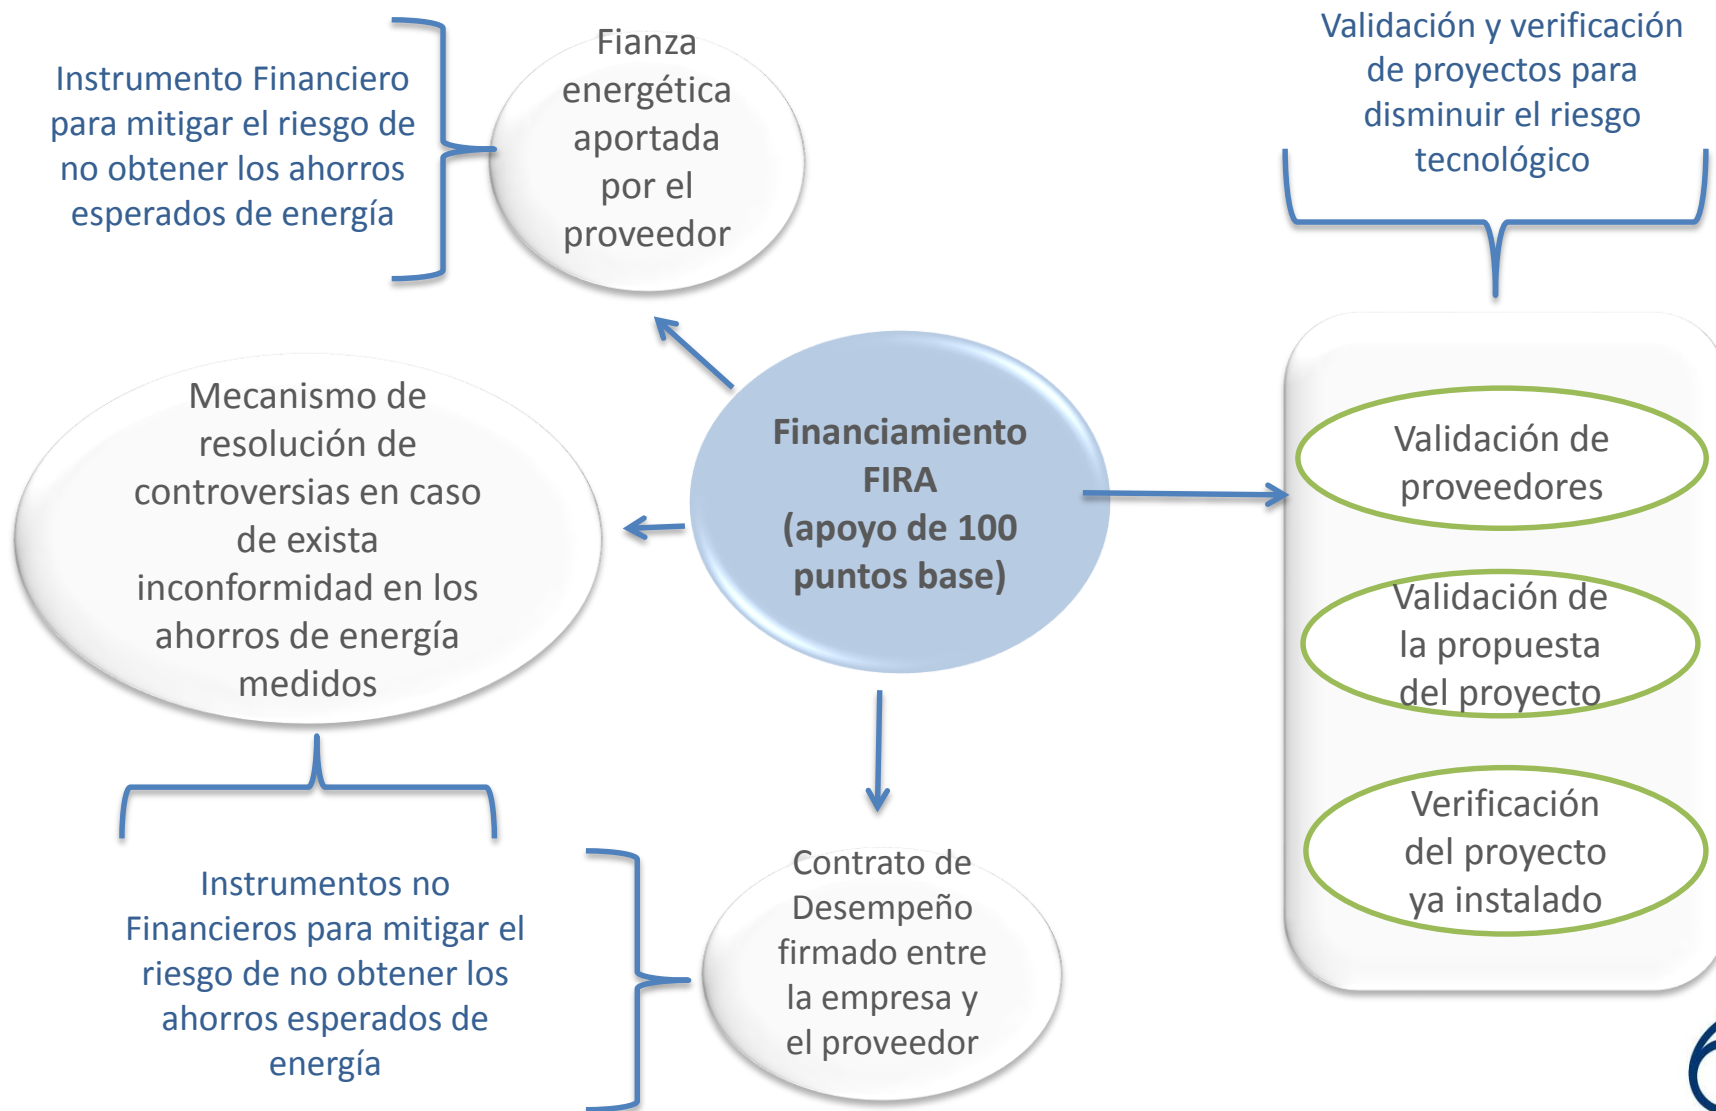 Instrumento Financiero
para mitigar el riesgo de
no obtener los ahorros
esperados de energía
Fianza
energética
aportada
por el
proveedor
Validación y verificación
de proyectos para
disminuir el riesgo
tecnológico
Mecanismo de
resolución de
controversias en caso
de exista
inconformidad en los
ahorros de energía
medidos
Financiamiento
FIRA
(apoyo de 100
puntos base)
Validación de
proveedores
Validación de
la propuesta
del proyecto
Verificación
del proyecto
ya instalado
Instrumentos no
Financieros para mitigar el
riesgo de no obtener los
ahorros esperados de
energía
Contrato de
Desempeño
firmado entre
la empresa y
el proveedor